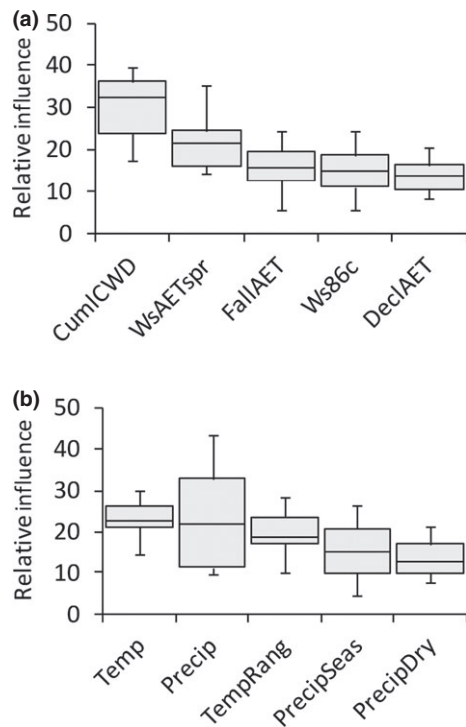 (a)
Relative influence
50
40
30
20
10
0
CumlCWD
WsAETspr
FallAET
Ws86c
DeclAET
(b)
Relative influence
50
40
30
20
10
0
Temp
Precip
TempRang
PrecipSeas
PrecipDry